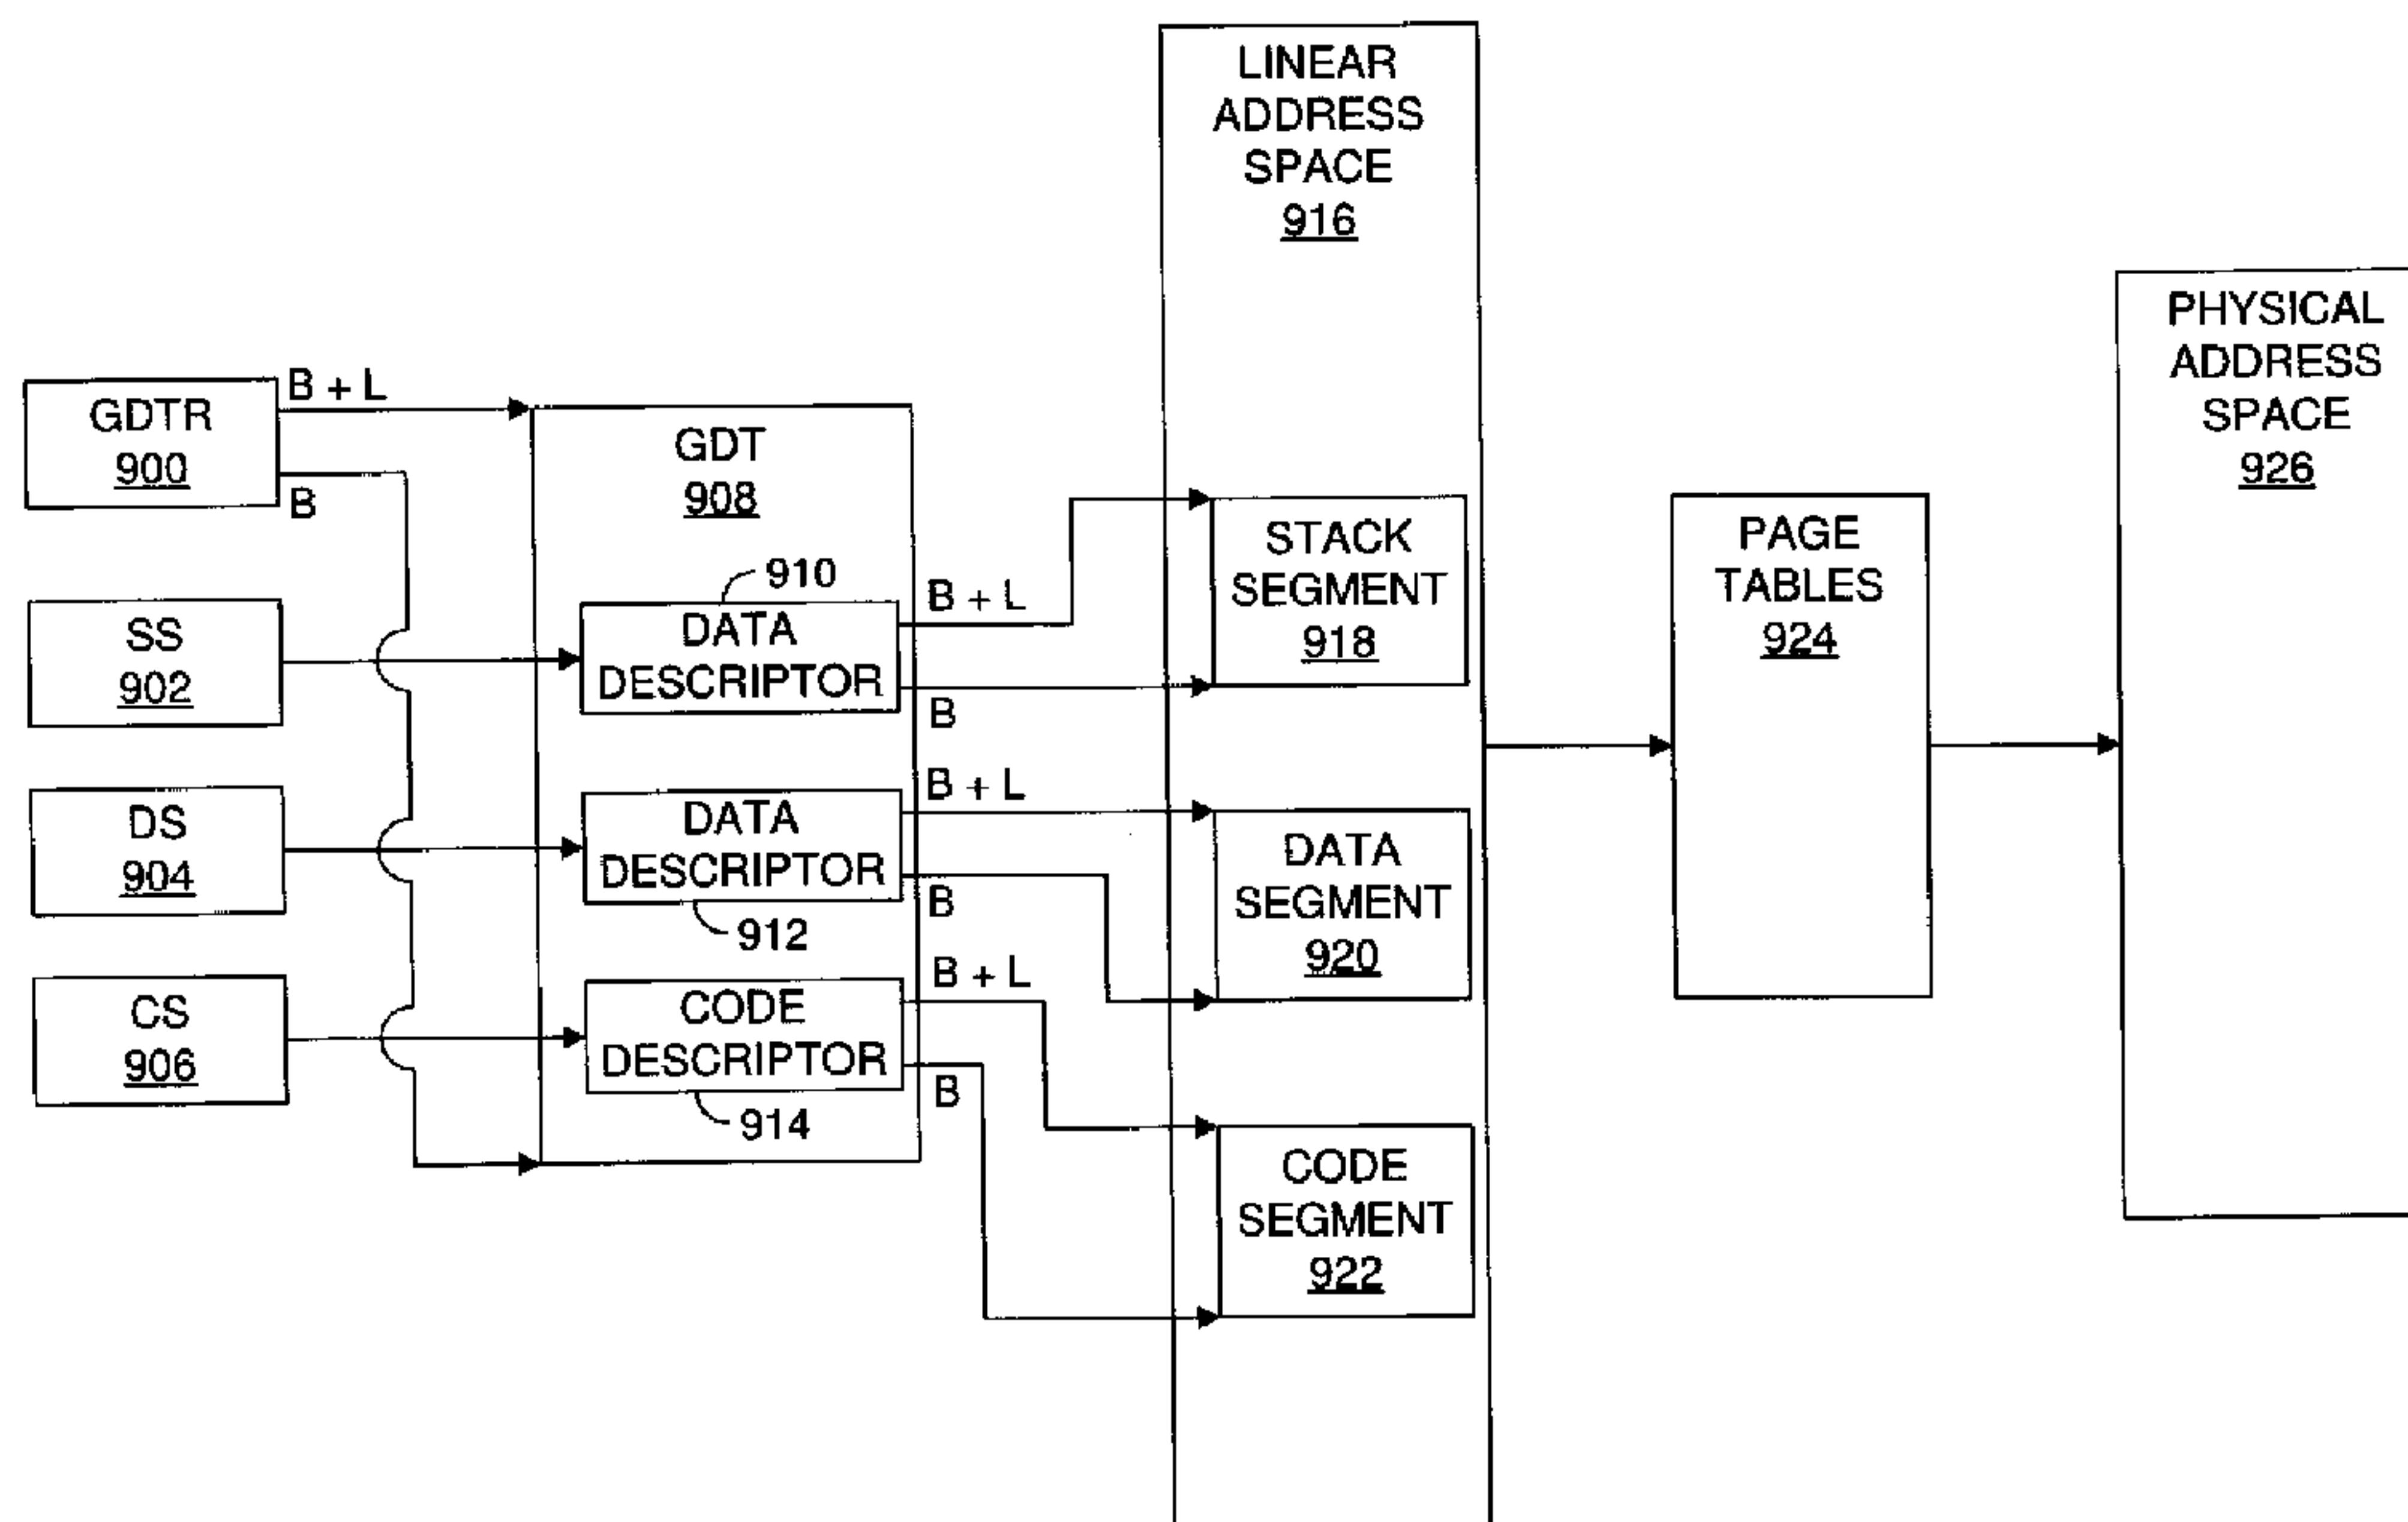 LINEAR
ADDRESS
SPACE
916
PHYSICAL
ADDRESS
SPACE
926
GDTR
900
B + L
B
GDT
908
SS
902
910
DATA
DESCRIPTOR
B + L
B
STACK
SEGMENT
918
PAGE
TABLES
924
DS
904
DATA
DESCRIPTOR
912
B + L
B
DATA
SEGMENT
920
CS
906
CODE
DESCRIPTOR
914
B + L
B
CODE
SEGMENT
922